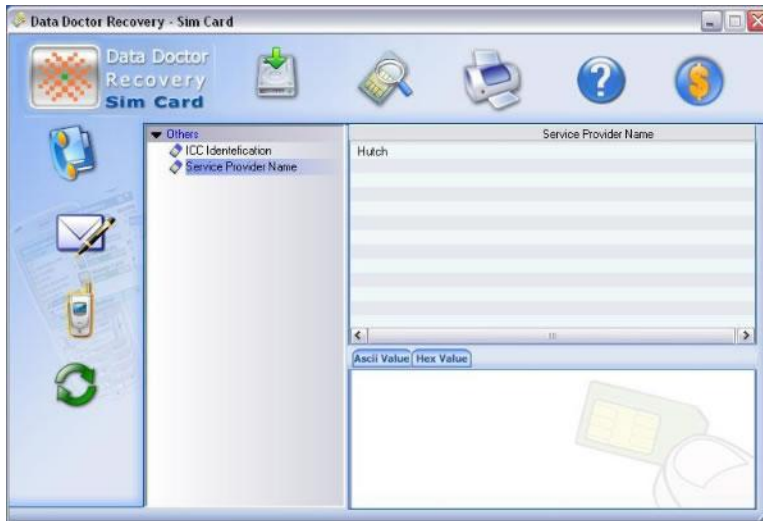 Data Doctor Recovery - Sim Card
Data Doctor
Recovery
Sim Card
Others
ICC Identefication
Service Provider Name
Service Provider Name
Hutch
Ascii Value
Hex Value